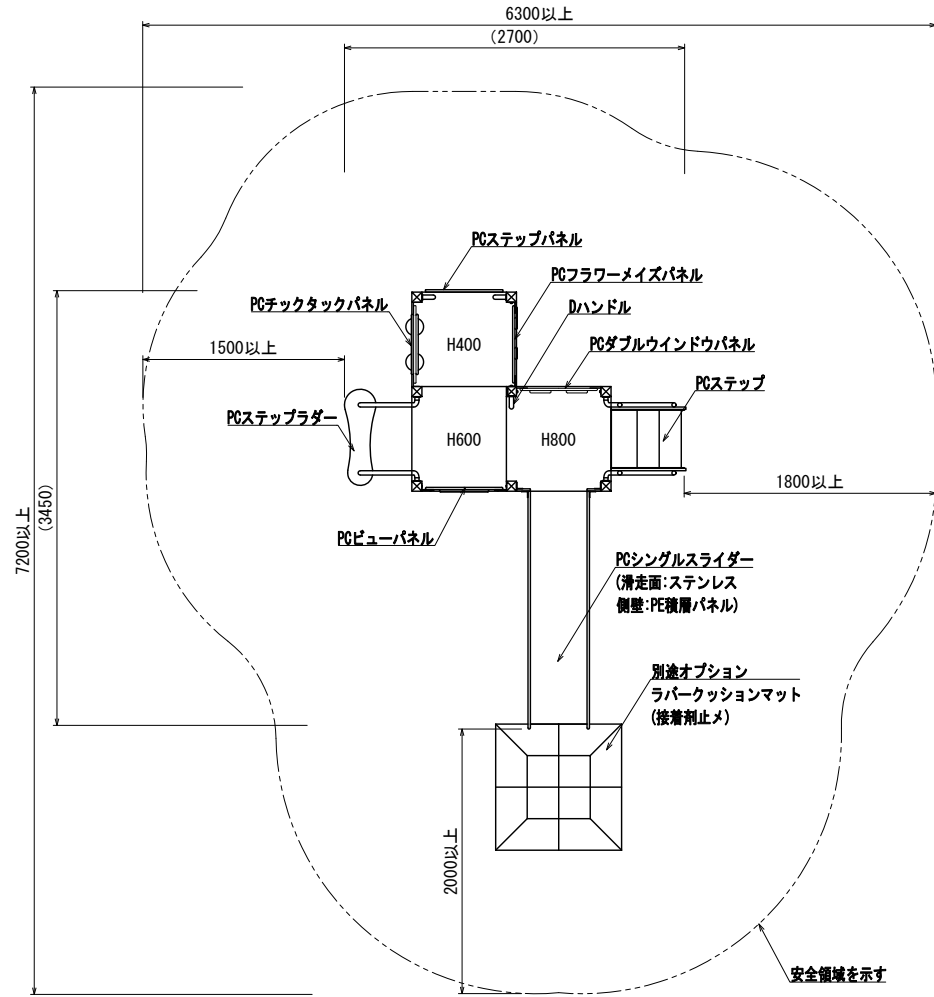 6300以上
(2700)
PCステップパネル
PCフラワーメイズパネル
PCチックタックパネル
Dハンドル
PCダブルウインドウパネル
H400
1500以上
PCステップ
PCステップラダー
H600
H800
1800以上
7200以上
(3450)
PCビューパネル
PCシングルスライダー
(滑走面:ステンレス
側壁:PE積層パネル)
別途オプション
ラバークッションマット
(接着剤止メ)
2000以上
安全領域を示す